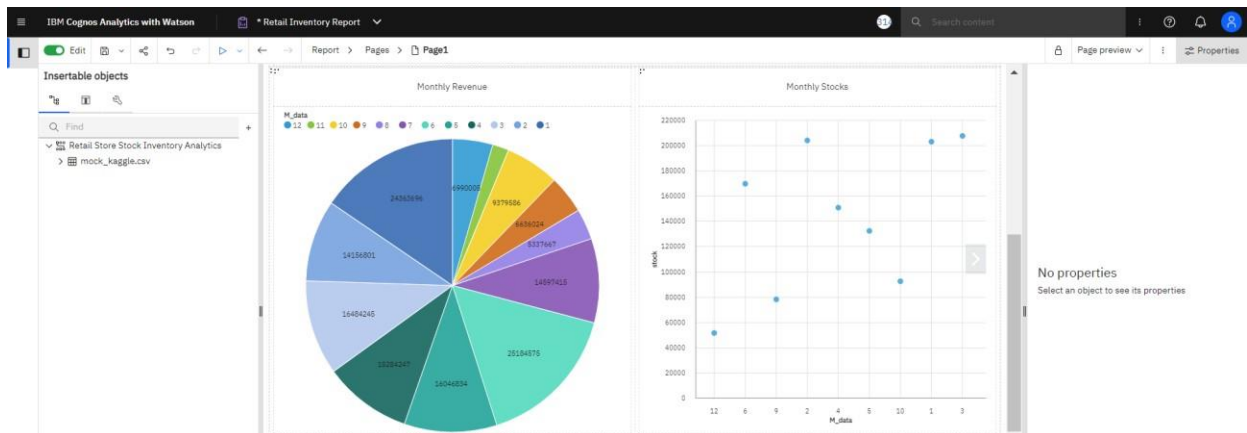 IBM Cognos Analytics with Watson
* Retail Inventory Report
Search content
Edit
Report > Pages > Page1
Page preview
Properties
Insertable objects
Find
+
Retail Store Stock Inventory Analytics
mock_kaggle.csv
Monthly Revenue
M_data
12 11 10 9 8 7 6 5 4 3 2 1
24363696
6990005
9379586
6636024
5337667
14597415
25184575
16046834
15284247
16484245
14136801
Monthly Stocks
220000
200000
180000
160000
140000
120000
100000
80000
60000
40000
20000
0
stock
12 6 9 2 4 5 10 1 3
M_data
No properties
Select an object to see its properties